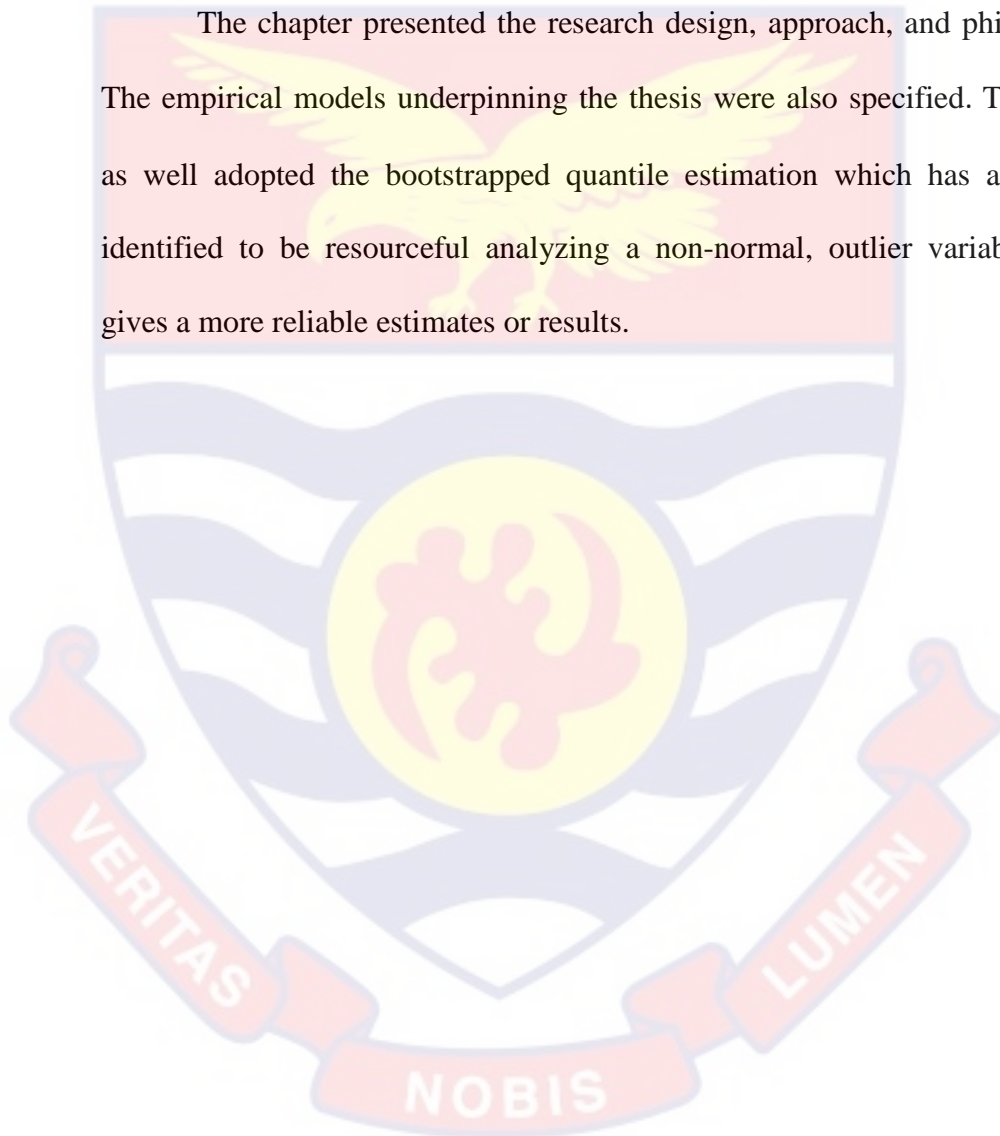 The chapter presented the research design, approach, and
The empirical models underpinning the thesis were also specified.
as well adopted the bootstrapped quantile estimation which has
identified to be resourceful analyzing a non-normal, outlier
gives a more reliable estimates or results.
VERITAS
NOBIS
LUMEN